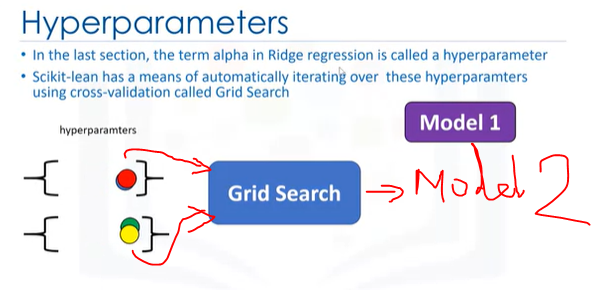 Hyperparameters
• In the last section, the term alpha in Ridge regression is called a hyperparameter
• Scikit-lean has a means of automatically iterating over these hyperparamters
using cross-validation called Grid Search
hyperparamters
Model 1
Grid Search
Model 2